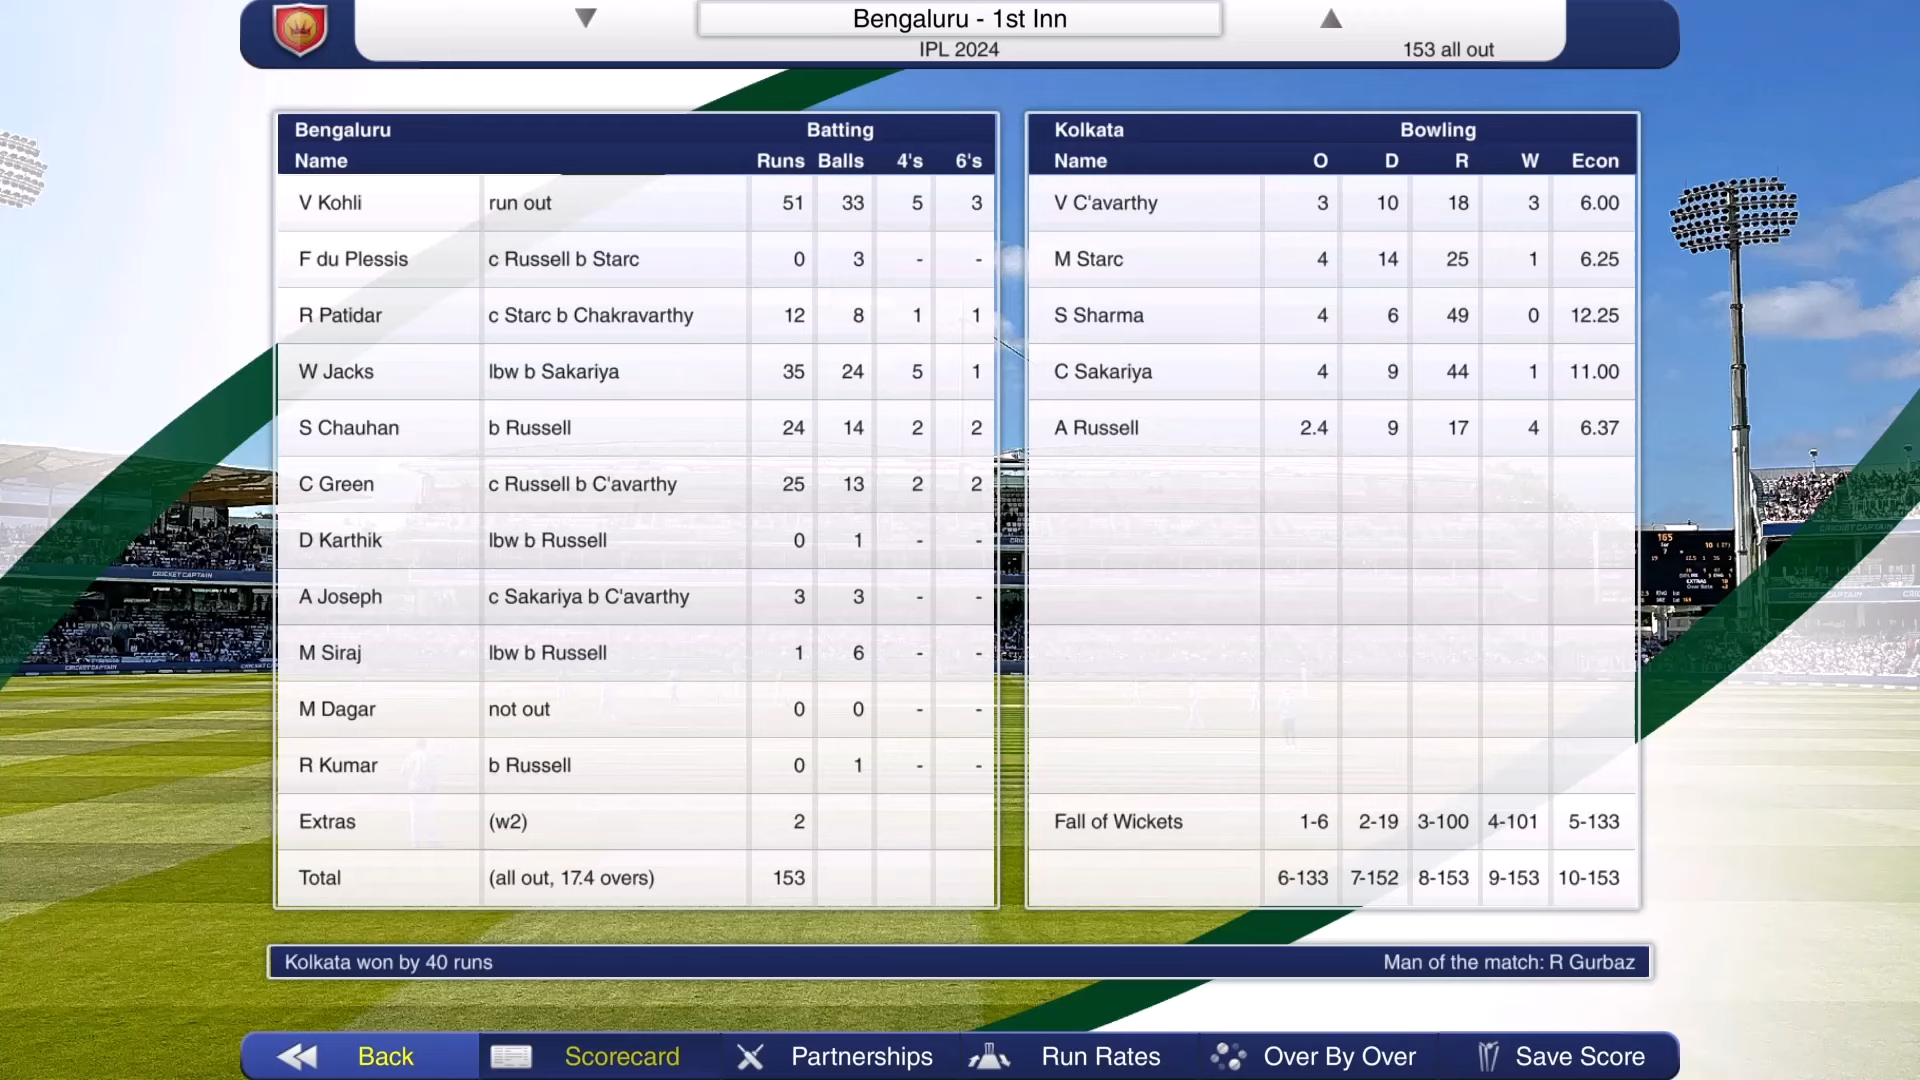 Bengaluru - 1st Inn
IPL 2024 153 all out
Bengaluru Batting
Name Runs Balls 4's 6's
V Kohli run out 51 33 5 3
F du Plessis c Russell b Starc 0 3 - -
R Patidar c Starc b Chakravarthy 12 8 1 1
W Jacks lbw b Sakariya 35 24 5 1
S Chauhan b Russell 24 14 2 2
C Green c Russell b C'avarthy 25 13 2 2
D Karthik lbw b Russell 0 1 - -
A Joseph c Sakariya b C'avarthy 3 3 - -
M Siraj lbw b Russell 1 6 - -
M Dagar not out 0 0 - -
R Kumar b Russell 0 1 - -
Extras (w2) 2
Total (all out, 17.4 overs) 153
Kolkata Bowling
Name O D R W Econ
V C'avarthy 3 10 18 3 6.00
M Starc 4 14 25 1 6.25
S Sharma 4 6 49 0 12.25
C Sakariya 4 9 44 1 11.00
A Russell 2.4 9 17 4 6.37
Fall of Wickets 1-6 2-19 3-100 4-101 5-133
6-133 7-152 8-153 9-153 10-153
Kolkata won by 40 runs Man of the match: R Gurbaz
Back Scorecard Partnerships Run Rates Over By Over Save Score
CRICKET CAPTAIN
CRICKET CAPTAIN
165